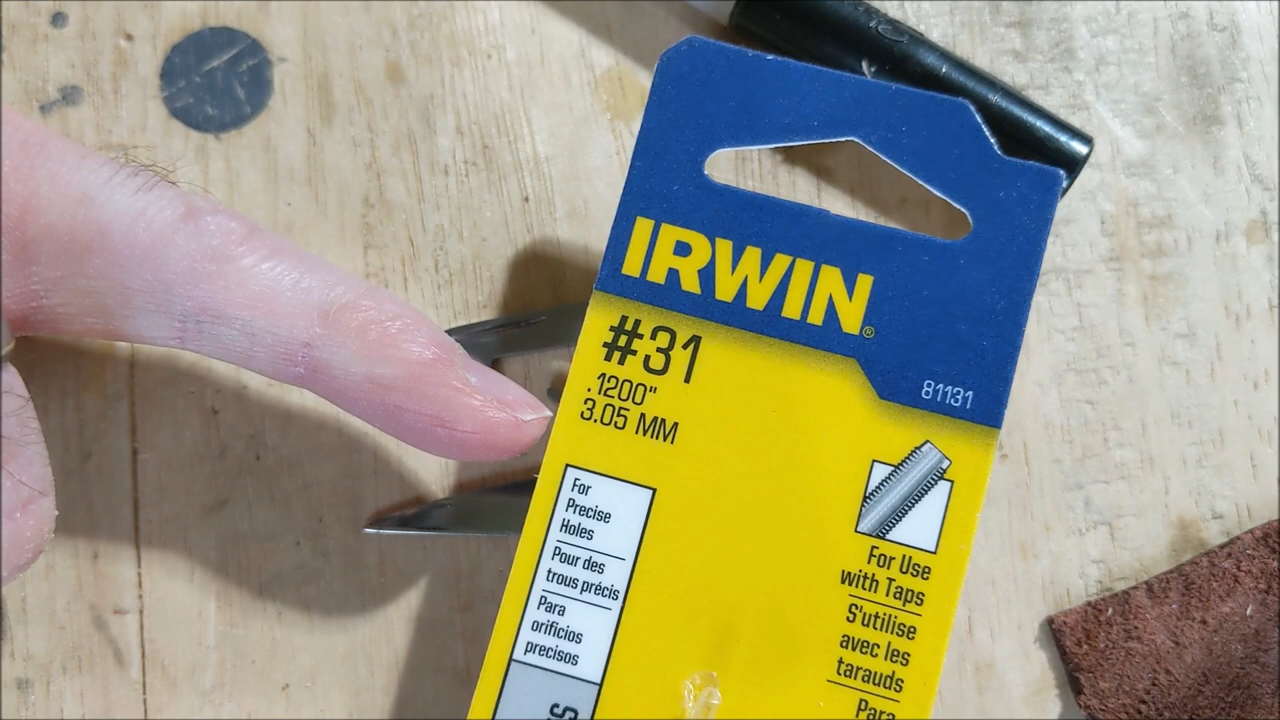 IRWIN®
#31
.1200"
3.05 MM
81131
For
Precise
Holes
Pour des
trous précis
Para
orificios
precisos
For Use
with Taps
S'utilise
avec les
tarauds
Para